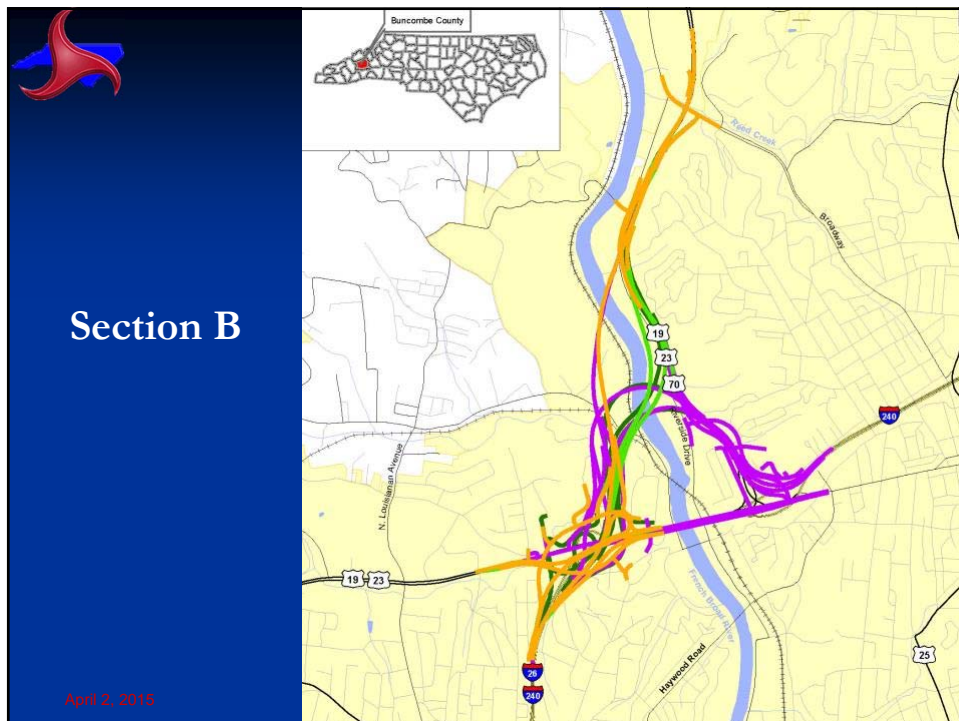 Section B
April 2, 2015
Buncombe County
Reed Creek
Broadway
19
23
70
240
Riverside Drive
N. Louisianan Avenue
19 23
French Broad River
Haywood Road
25
26
240